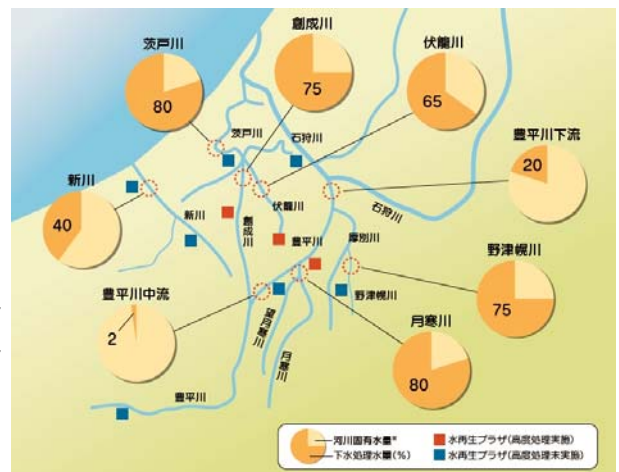 創成川
75
茨戸川
80
伏龍川
65
豊平川下流
20
新川
40
茨戸川
石狩川
石狩川
新川
創成川
伏龍川
豊平川
厚別川
野津幌川
野津幌川
75
豊平川中流
2
望月寒川
月寒川
月寒川
80
豊平川
河川固有水量*
下水処理水量(%)
水再生プラザ(高度処理実施)
水再生プラザ(高度処理未実施)